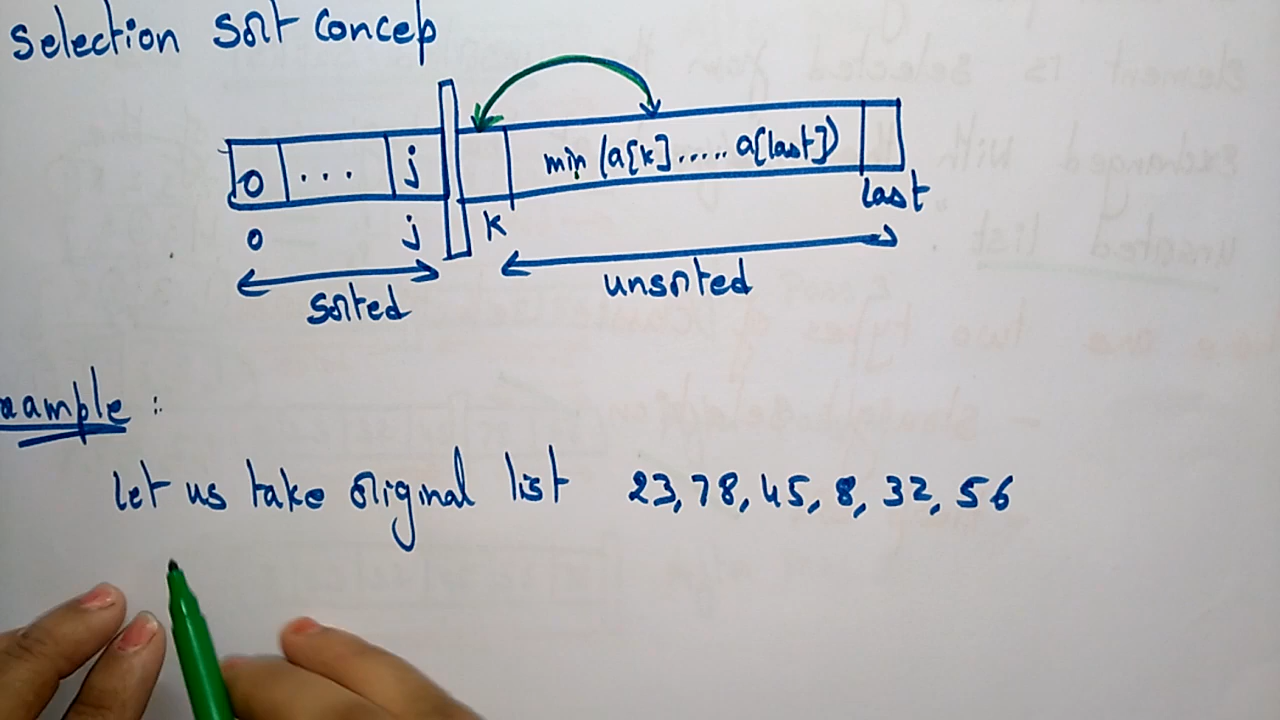 Selection sort concep
0 ... j min (a[k]..... a[last])
0 j k last
sorted unsorted
xample :
let us take original list 23, 78, 45, 8, 32, 56